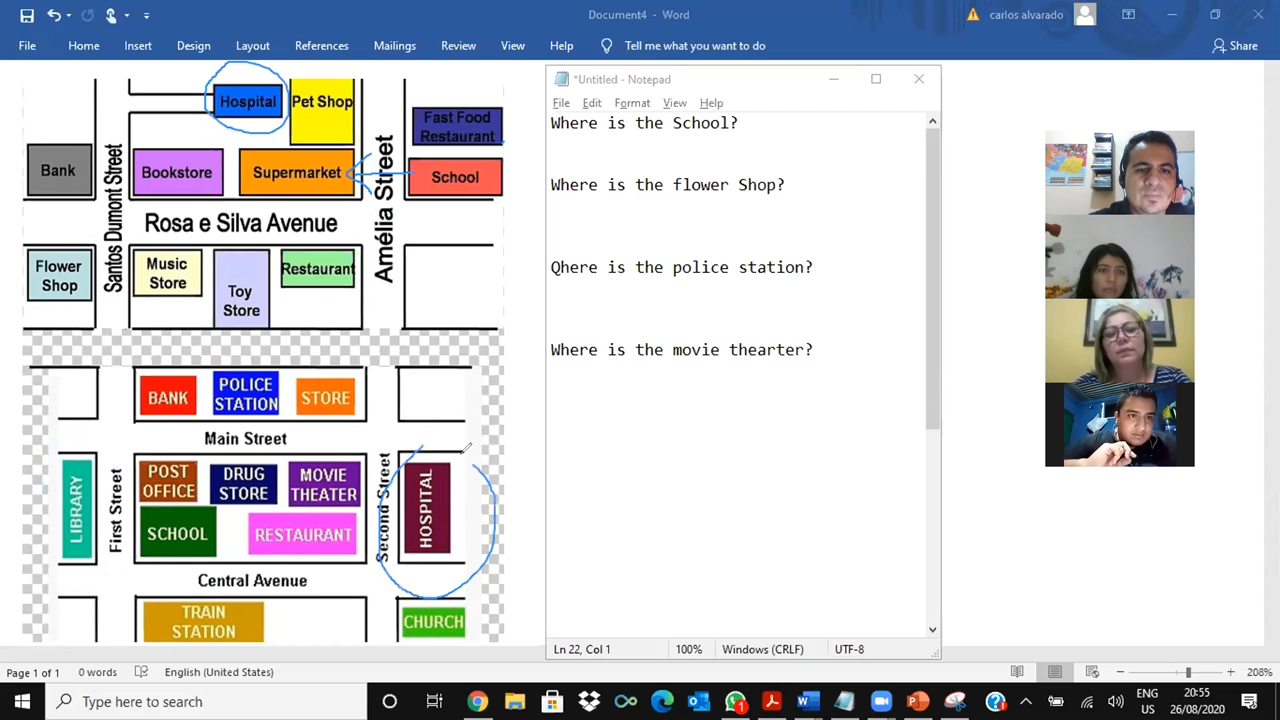 Document4 - Word
carlos alvarado
File Home Insert Design Layout References Mailings Review View Help Tell me what you want to do Share
Hospital
Pet Shop
Fast Food
Restaurant
Bank
Santos Dumont Street
Bookstore
Supermarket
Amélia Street
School
Rosa e Silva Avenue
Flower
Shop
Music
Store
Toy
Store
Restaurant
BANK
POLICE
STATION
STORE
Main Street
LIBRARY
First Street
POST
OFFICE
DRUG
STORE
MOVIE
THEATER
SCHOOL
RESTAURANT
Second Street
HOSPITAL
Central Avenue
TRAIN
STATION
CHURCH
*Untitled - Notepad
File Edit Format View Help
Where is the School?
Where is the flower Shop?
Qhere is the police station?
Where is the movie thearter?
Ln 22, Col 1 100% Windows (CRLF) UTF-8
Page 1 of 1 0 words English (United States) 208%
Type here to search
ENG
US
20:55
26/08/2020